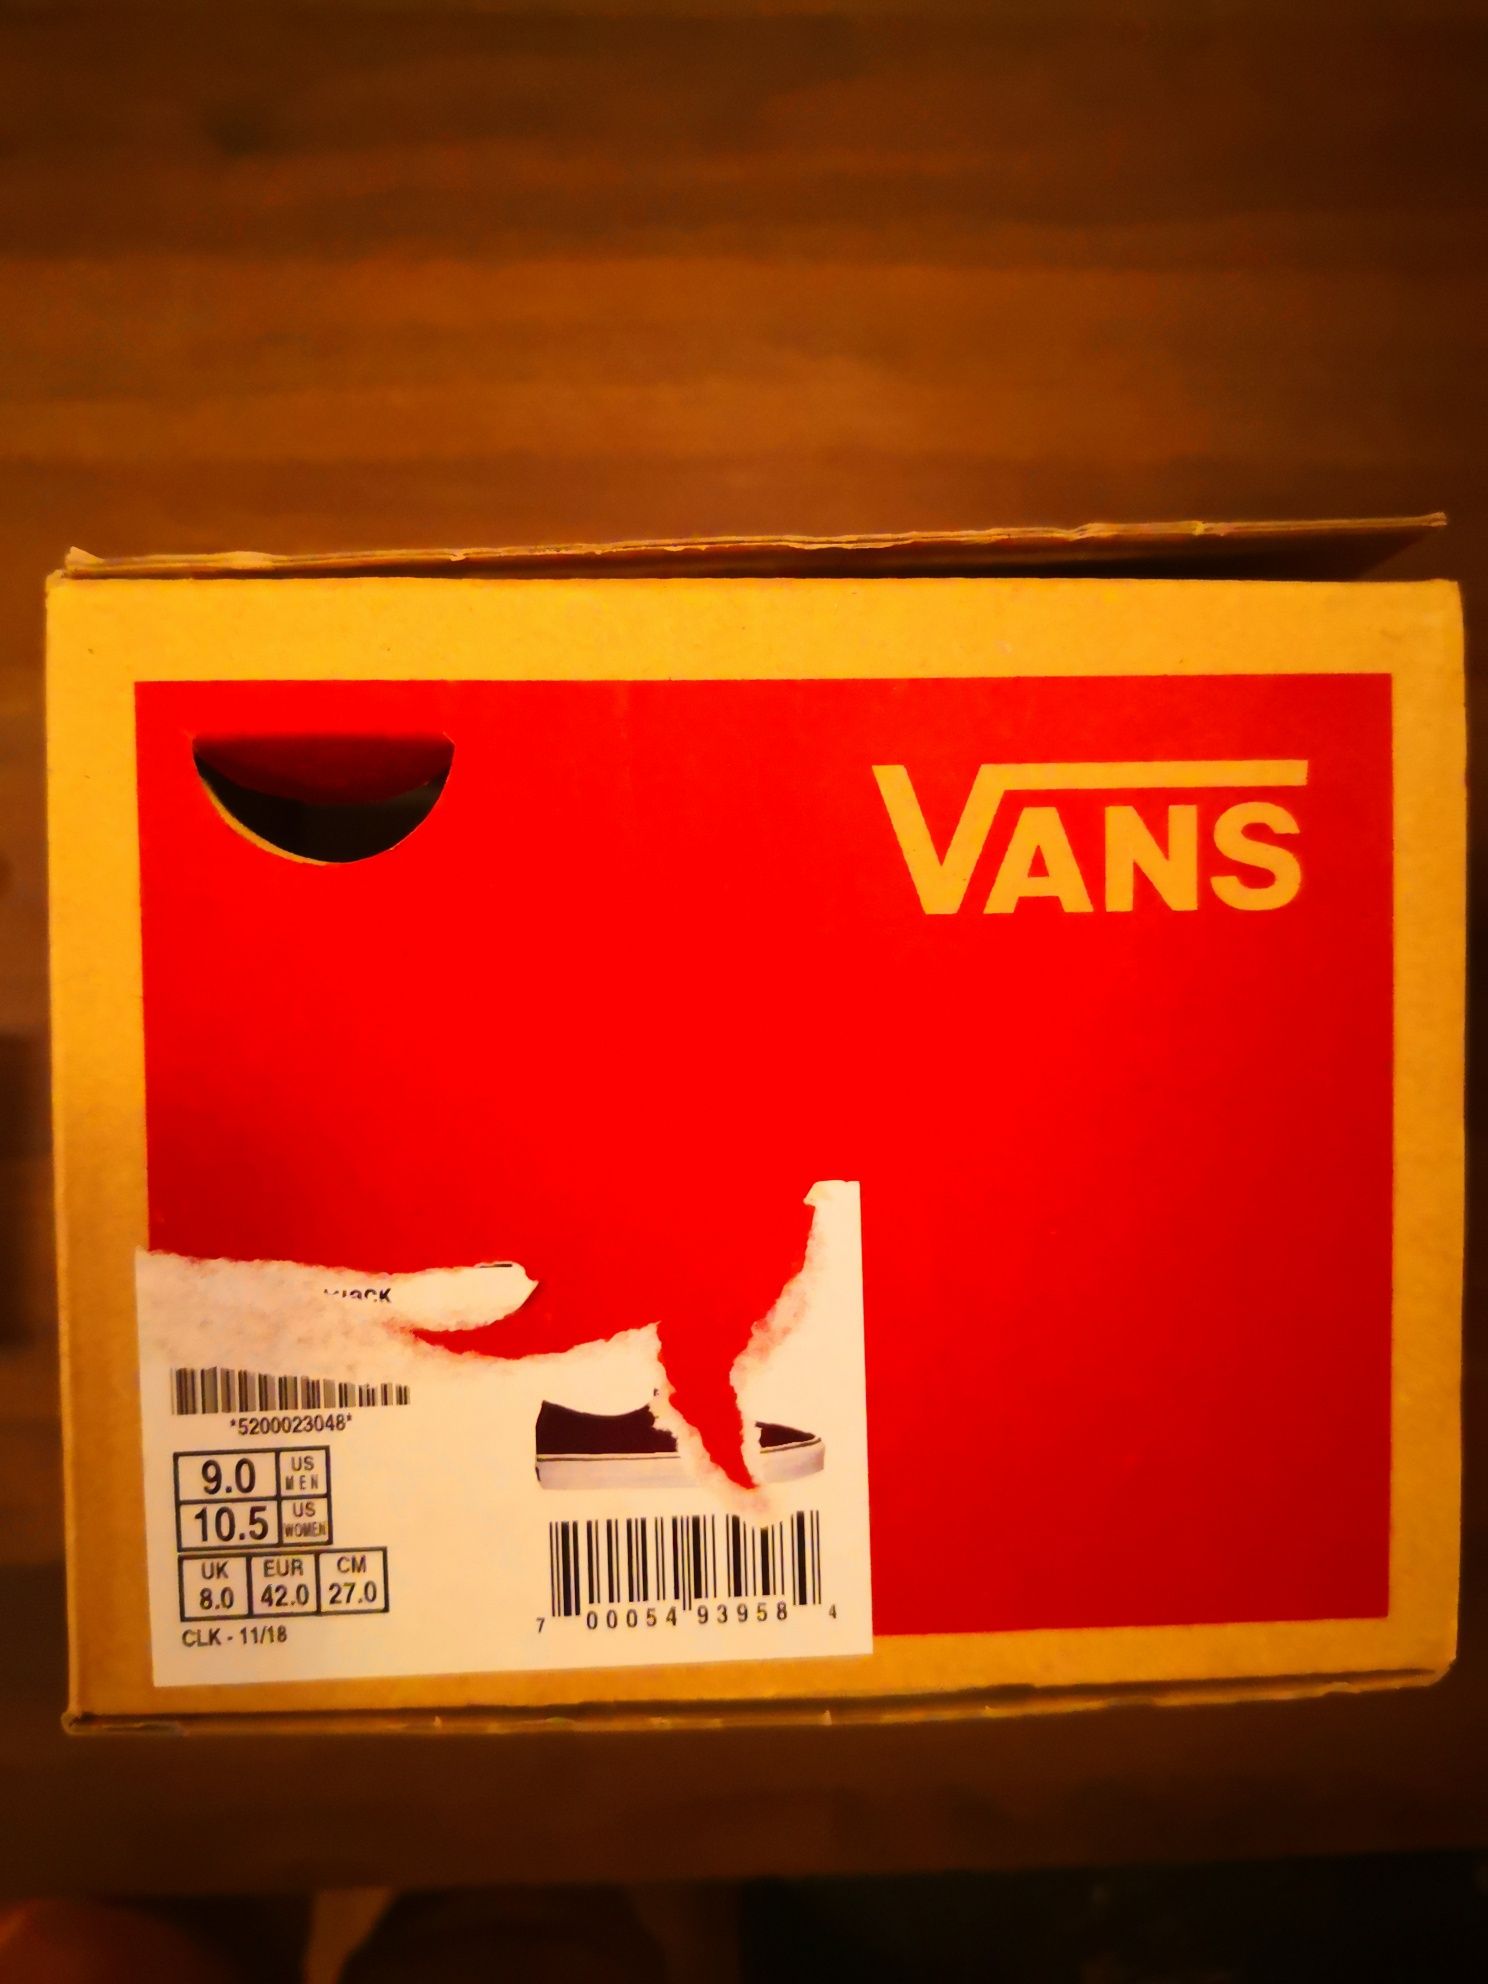 VANS
*5200023048*
9.0 US MEN
10.5 US WOMEN
UK EUR CM
8.0 42.0 27.0
CLK - 11/18
7 00054 93958 4